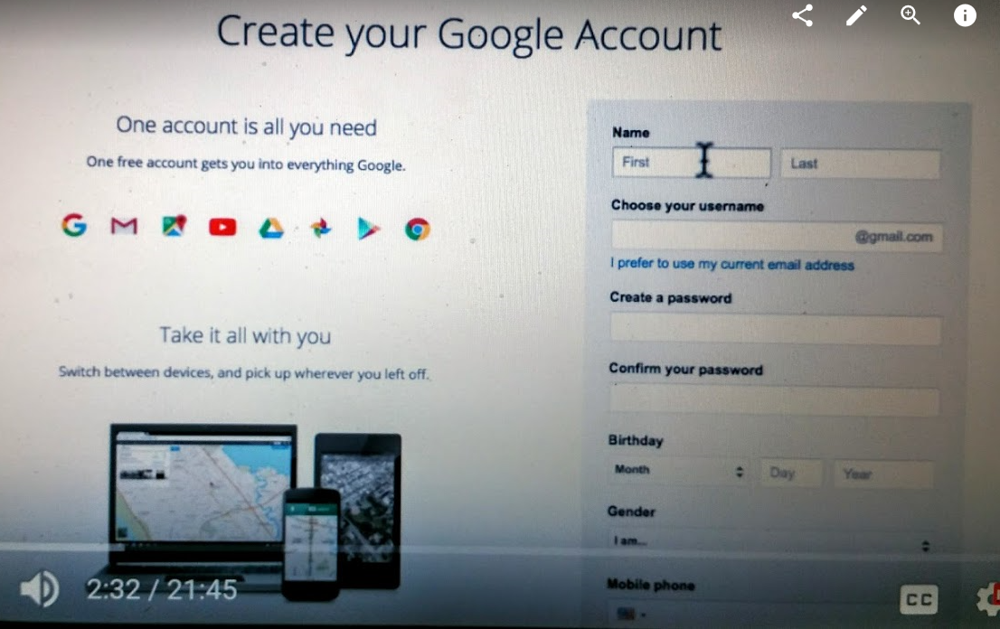 Create your Google Account
One account is all you need
One free account gets you into everything Google.
Take it all with you
Switch between devices, and pick up wherever you left off.
Name
First Last
Choose your username
@gmail.com
I prefer to use my current email address
Create a password
Confirm your password
Birthday
Month Day Year
Gender
I am...
Mobile phone
2:32 / 21:45
CC